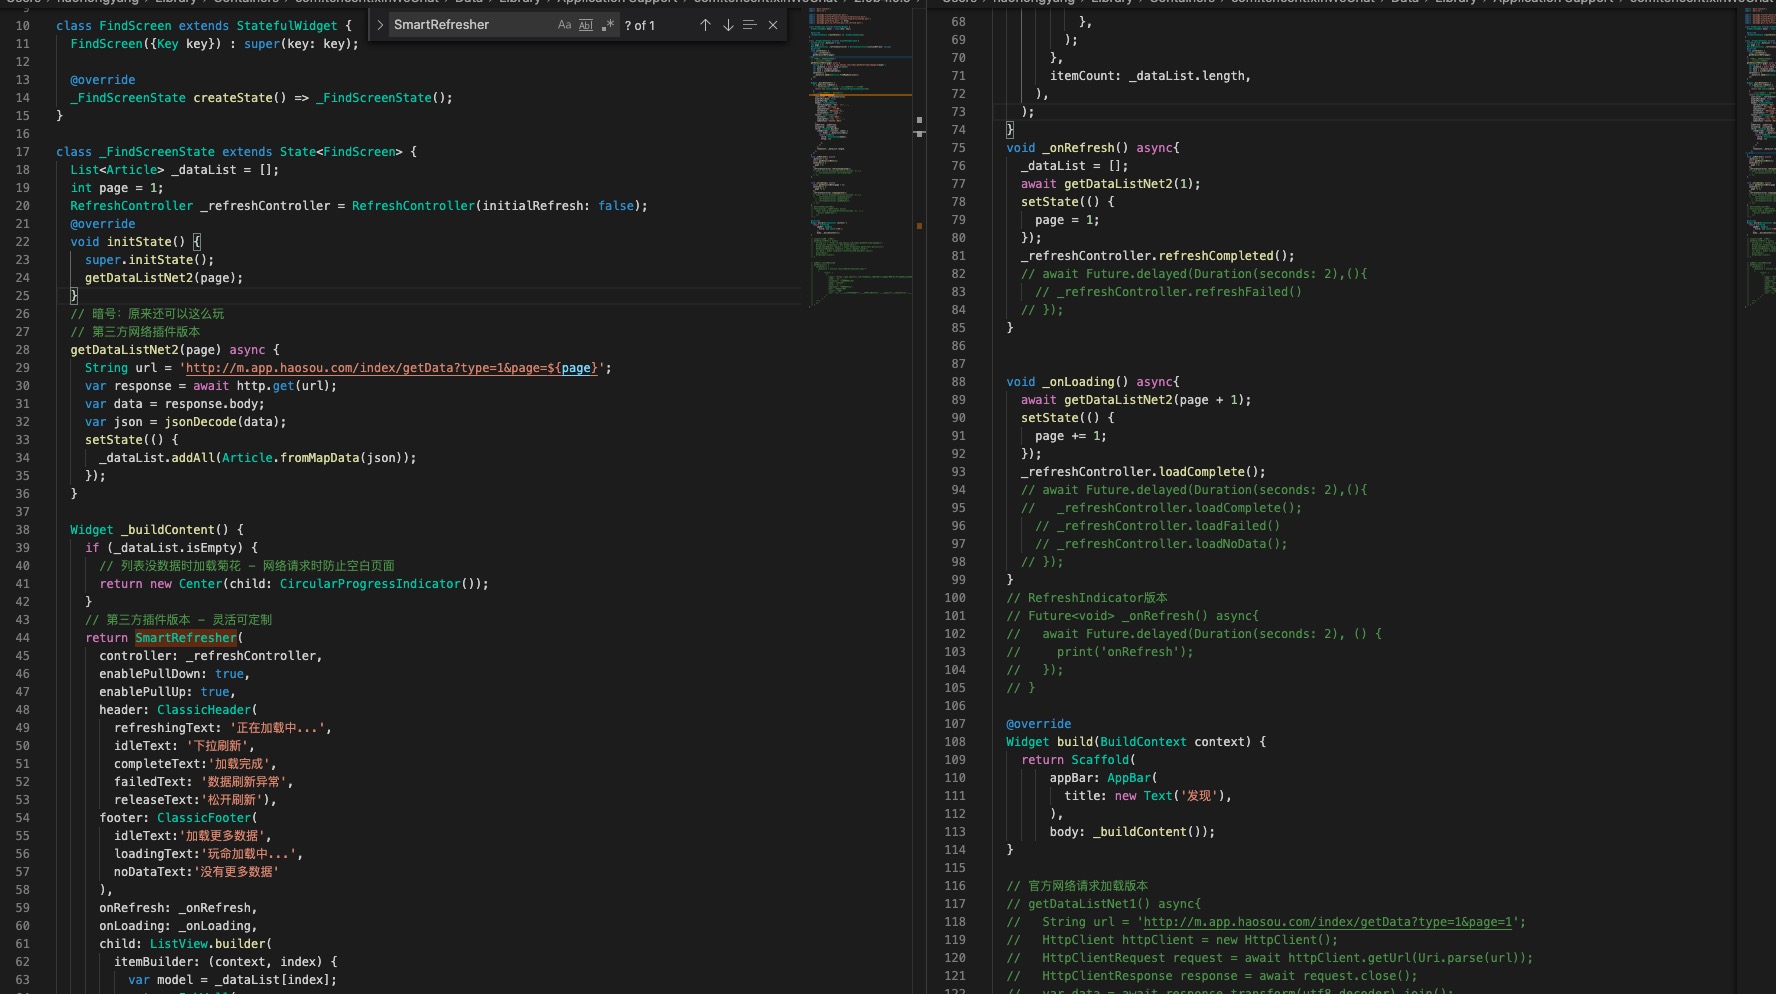 SmartRefresher
Aa
? of 1
10 class FindScreen extends StatefulWidget {
11   FindScreen({Key key}) : super(key: key);
12
13   @override
14   _FindScreenState createState() => _FindScreenState();
15 }
16
17 class _FindScreenState extends State<FindScreen> {
18   List<Article> _dataList = [];
19   int page = 1;
20   RefreshController _refreshController = RefreshController(initialRefresh: false);
21   @override
22   void initState() {
23     super.initState();
24     getDataListNet2(page);
25   }
26   // 暗号：原来还可以这么玩
27   // 第三方网络插件版本
28   getDataListNet2(page) async {
29     String url = 'http://m.app.haosou.com/index/getData?type=1&page=${page}';
30     var response = await http.get(url);
31     var data = response.body;
32     var json = jsonDecode(data);
33     setState(() {
34       _dataList.addAll(Article.fromMapData(json));
35     });
36   }
37
38   Widget _buildContent() {
39     if (_dataList.isEmpty) {
40       // 列表没数据时加载菊花 - 网络请求时防止空白页面
41       return new Center(child: CircularProgressIndicator());
42     }
43     // 第三方插件版本 - 灵活可定制
44     return SmartRefresher(
45       controller: _refreshController,
46       enablePullDown: true,
47       enablePullUp: true,
48       header: ClassicHeader(
49         refreshingText: '正在加载中...',
50         idleText: '下拉刷新',
51         completeText:'加载完成',
52         failedText: '数据刷新异常',
53         releaseText:'松开刷新'),
54       footer: ClassicFooter(
55         idleText:'加载更多数据',
56         loadingText:'玩命加载中...',
57         noDataText:'没有更多数据'
58       ),
59       onRefresh: _onRefresh,
60       onLoading: _onLoading,
61       child: ListView.builder(
62         itemBuilder: (context, index) {
63           var model = _dataList[index];
68           },
69         );
70       },
71       itemCount: _dataList.length,
72     ),
73   );
74 }
75 void _onRefresh() async{
76   _dataList = [];
77   await getDataListNet2(1);
78   setState(() {
79     page = 1;
80   });
81   _refreshController.refreshCompleted();
82   // await Future.delayed(Duration(seconds: 2),(){
83     // _refreshController.refreshFailed()
84   // });
85 }
86
87
88 void _onLoading() async{
89   await getDataListNet2(page + 1);
90   setState(() {
91     page += 1;
92   });
93   _refreshController.loadComplete();
94   // await Future.delayed(Duration(seconds: 2),(){
95   //   _refreshController.loadComplete();
96     // _refreshController.loadFailed()
97     // _refreshController.loadNoData();
98   // });
99 }
100 // RefreshIndicator版本
101 // Future<void> _onRefresh() async{
102 //   await Future.delayed(Duration(seconds: 2), () {
103 //     print('onRefresh');
104 //   });
105 // }
106
107 @override
108 Widget build(BuildContext context) {
109   return Scaffold(
110       appBar: AppBar(
111         title: new Text('发现'),
112       ),
113       body: _buildContent());
114 }
115
116 // 官方网络请求加载版本
117 // getDataListNet1() async{
118 //   String url = 'http://m.app.haosou.com/index/getData?type=1&page=1';
119 //   HttpClient httpClient = new HttpClient();
120 //   HttpClientRequest request = await httpClient.getUrl(Uri.parse(url));
121 //   HttpClientResponse response = await request.close();
122 //   var data = await response.transform(utf8.decoder).join();